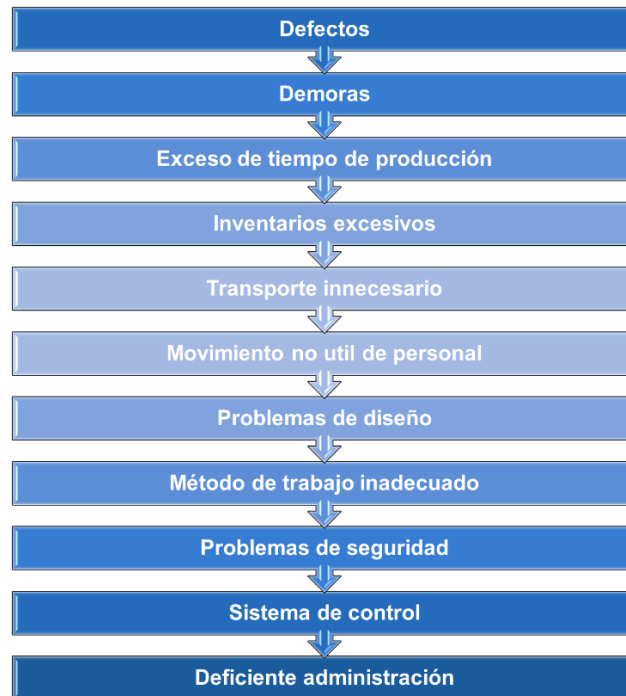 Defectos
Demoras
Exceso de tiempo de producción
Inventarios excesivos
Transporte innecesario
Movimiento no util de personal
Problemas de diseño
Método de trabajo inadecuado
Problemas de seguridad
Sistema de control
Deficiente administración